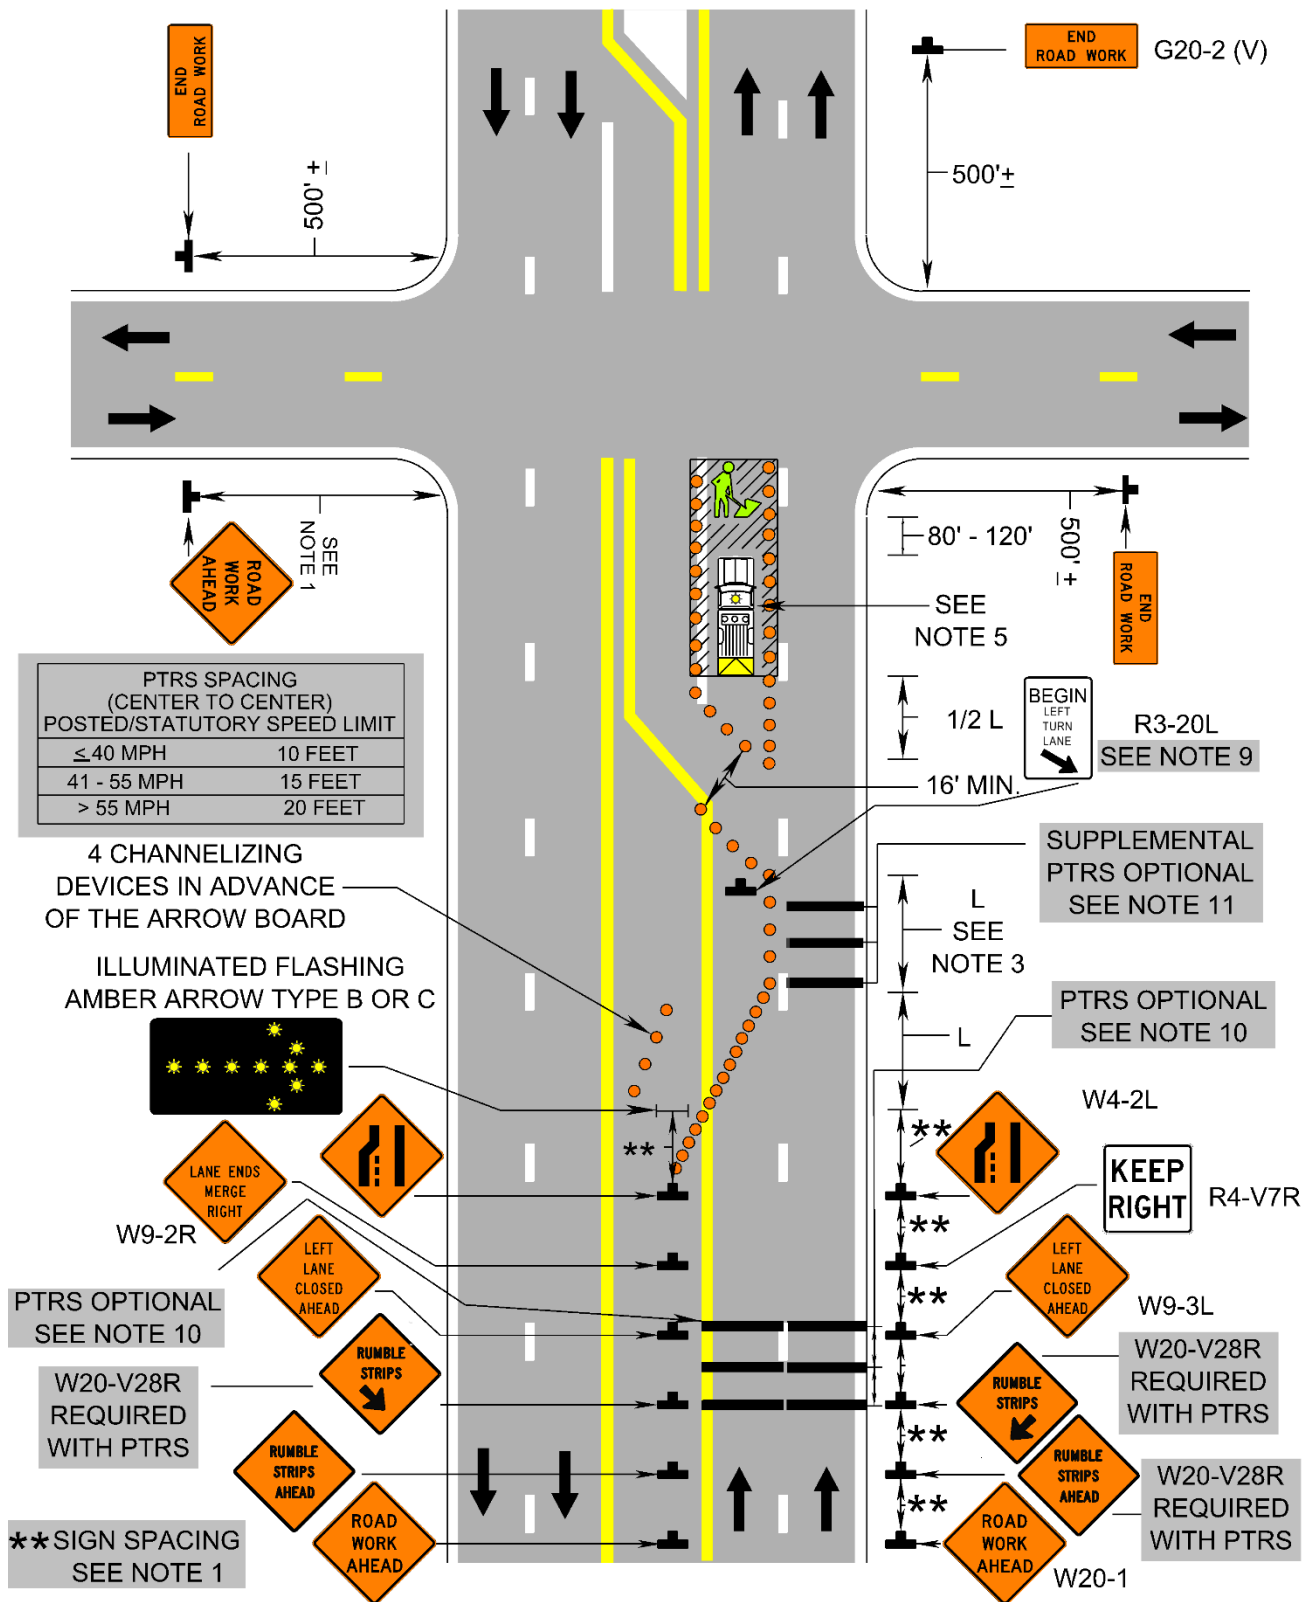 END
ROAD WORK
G20-2 (V)
END
ROAD WORK
500' ±
500'±
SEE
NOTE 1
ROAD
WORK
AHEAD
80' - 120'
500' ±
SEE
NOTE 5
END
ROAD WORK
PTRS SPACING
(CENTER TO CENTER)
POSTED/STATUTORY SPEED LIMIT
≤ 40 MPH 10 FEET
41 - 55 MPH 15 FEET
> 55 MPH 20 FEET
1/2 L
BEGIN
LEFT
TURN
LANE
R3-20L
SEE NOTE 9
16' MIN.
4 CHANNELIZING
DEVICES IN ADVANCE
OF THE ARROW BOARD
SUPPLEMENTAL
PTRS OPTIONAL
SEE NOTE 11
L
SEE
NOTE 3
ILLUMINATED FLASHING
AMBER ARROW TYPE B OR C
PTRS OPTIONAL
SEE NOTE 10
L
W4-2L
**
**
KEEP
RIGHT
R4-V7R
LANE ENDS
MERGE
RIGHT
W9-2R
**
LEFT
LANE
CLOSED
AHEAD
LEFT
LANE
CLOSED
AHEAD
W9-3L
**
PTRS OPTIONAL
SEE NOTE 10
RUMBLE
STRIPS
W20-V28R
REQUIRED
WITH PTRS
RUMBLE
STRIPS
W20-V28R
REQUIRED
WITH PTRS
**
RUMBLE
STRIPS
AHEAD
RUMBLE
STRIPS
AHEAD
W20-V28R
REQUIRED
WITH PTRS
**
**SIGN SPACING
SEE NOTE 1
ROAD
WORK
AHEAD
ROAD
WORK
AHEAD
W20-1